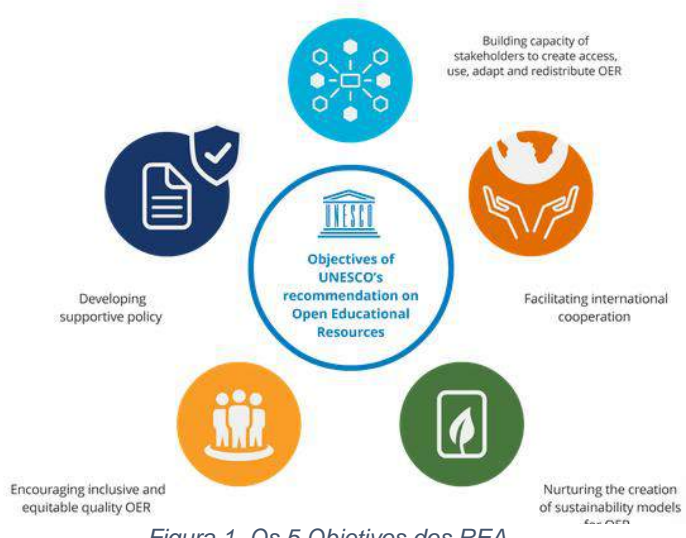 Building capacity of
stakeholders to create access,
use, adapt and redistribute OER
UNESCO
Objectives of
UNESCO's
recommendation on
Open Educational
Resources
Developing
supportive policy
Facilitating international
cooperation
Encouraging inclusive and
equitable quality OER
Nurturing the creation
of sustainability models
for OER
Figura 1. Os 5 Objetivos dos REA